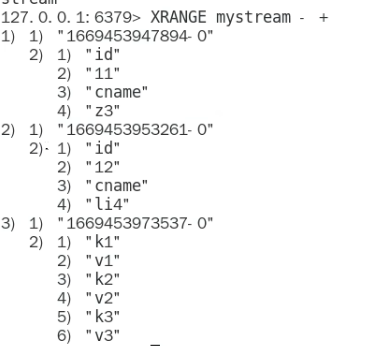 stream
127.0.0.1:6379> XRANGE mystream - +
1) 1) "1669453947894-0"
2) 1) "id"
2) "11"
3) "cname"
4) "z3"
2) 1) "1669453953261-0"
2) 1) "id"
2) "12"
3) "cname"
4) "li4"
3) 1) "1669453973537-0"
2) 1) "k1"
2) "v1"
3) "k2"
4) "v2"
5) "k3"
6) "v3"